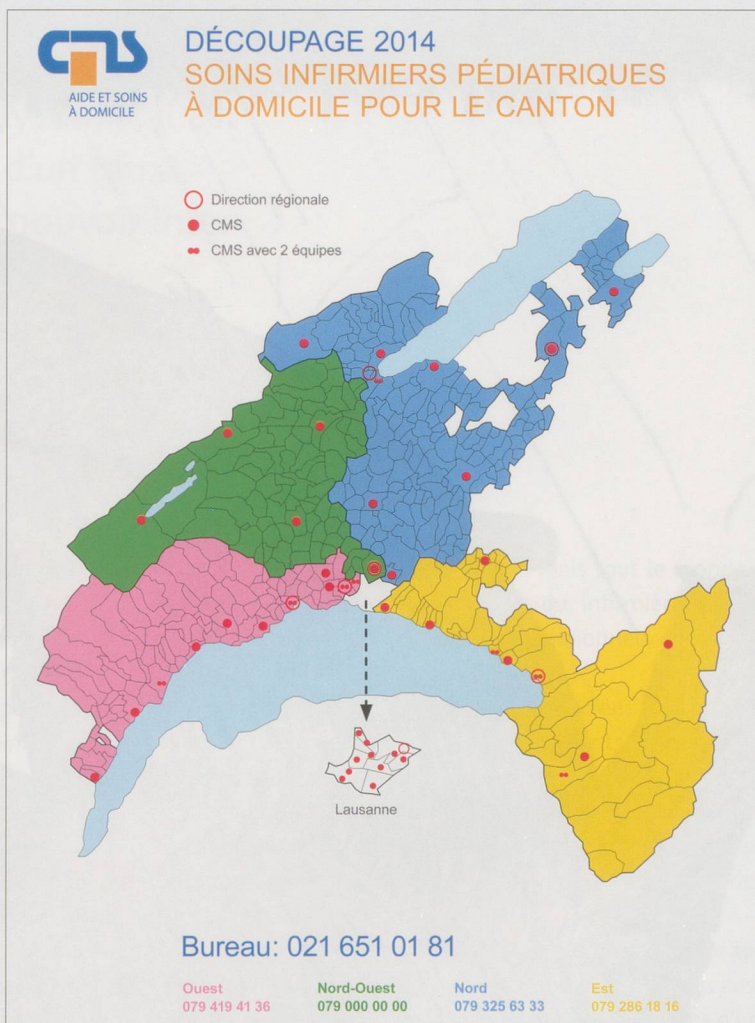 cms
AIDE ET SOINS
À DOMICILE
DÉCOUPAGE 2014
SOINS INFIRMIERS PÉDIATRIQUES
À DOMICILE POUR LE CANTON
Direction régionale
CMS
CMS avec 2 équipes
Lausanne
Bureau: 021 651 01 81
Ouest
079 419 41 36
Nord-Ouest
079 000 00 00
Nord
079 325 63 33
Est
079 286 18 16